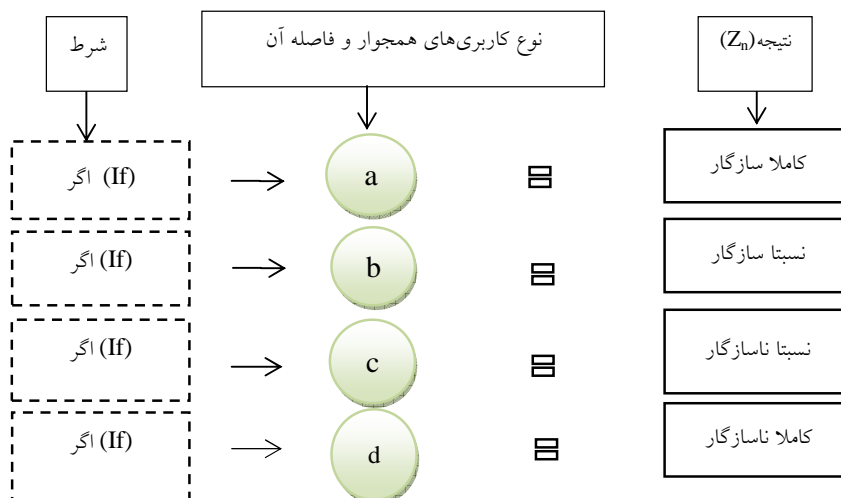 شرط
نوع کاربری‌های همجوار و فاصله آن
نتیجه(Zn)
اگر (If)
a
کاملا سازگار
اگر (If)
b
نسبتا سازگار
اگر (If)
c
نسبتا ناسازگار
اگر (If)
d
کاملا ناسازگار